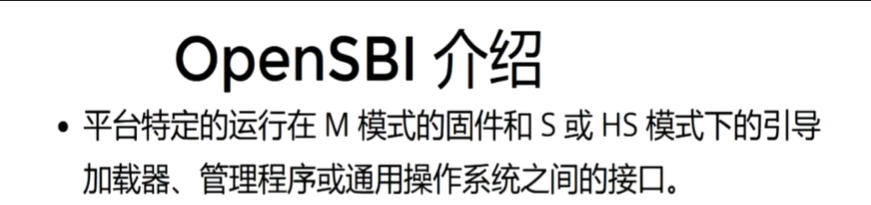 OpenSBI 介绍
• 平台特定的运行在 M 模式的固件和 S 或 HS 模式下的引导
加载器、管理程序或通用操作系统之间的接口。